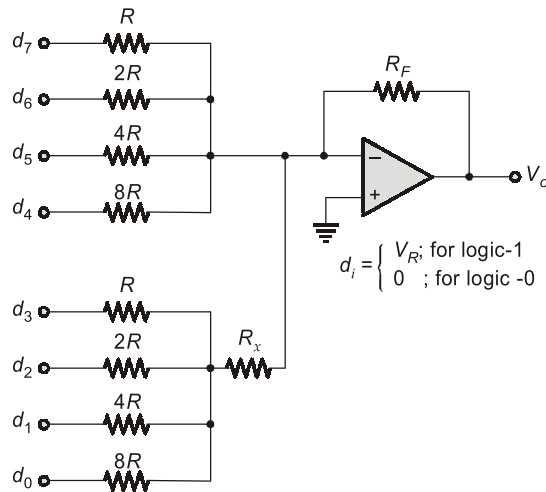 d7
R
d6
2R
d5
4R
d4
8R
RF
−
+
Vo
di = { VR; for logic-1
0 ; for logic -0
d3
R
d2
2R
Rx
d1
4R
d0
8R